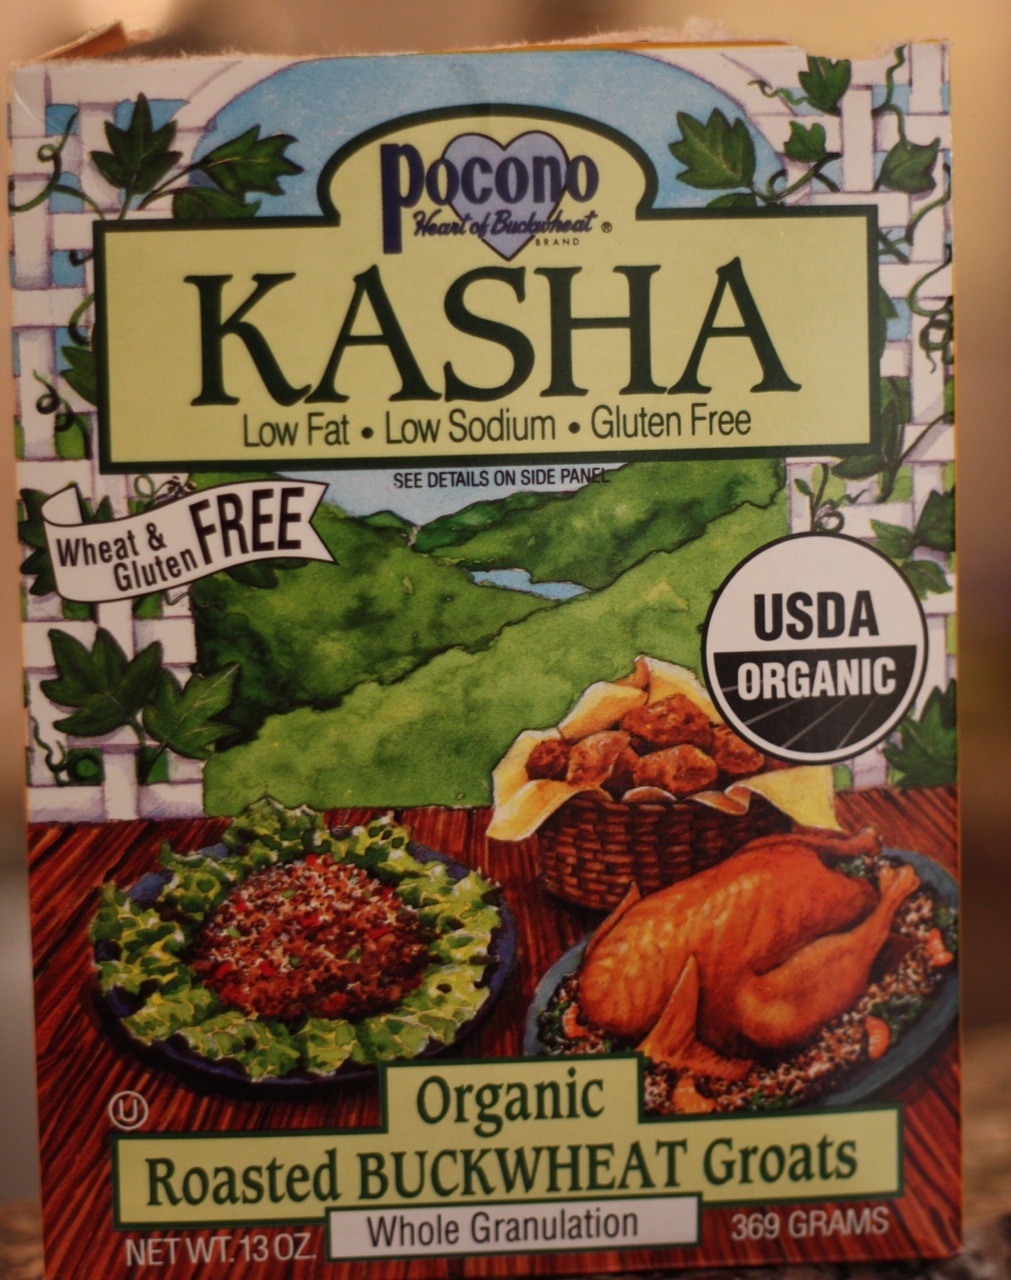 pocono
Heart of Buckwheat ®
BRAND
KASHA
Low Fat • Low Sodium • Gluten Free
SEE DETAILS ON SIDE PANEL
Wheat &
Gluten FREE
USDA
ORGANIC
U
Organic
Roasted BUCKWHEAT Groats
Whole Granulation
NET WT. 13 OZ.
369 GRAMS